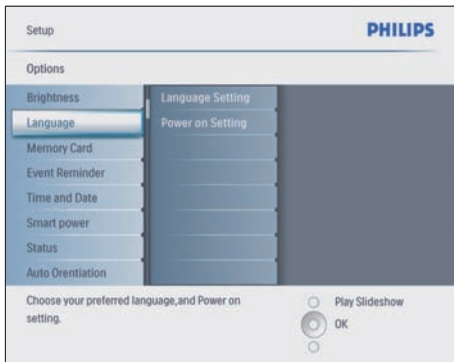 Setup
PHILIPS
Options
Brightness
Language Setting
Language
Power on Setting
Memory Card
Event Reminder
Time and Date
Smart power
Status
Auto Orentiation
Choose your preferred language,and Power on
setting.
Play Slideshow
OK